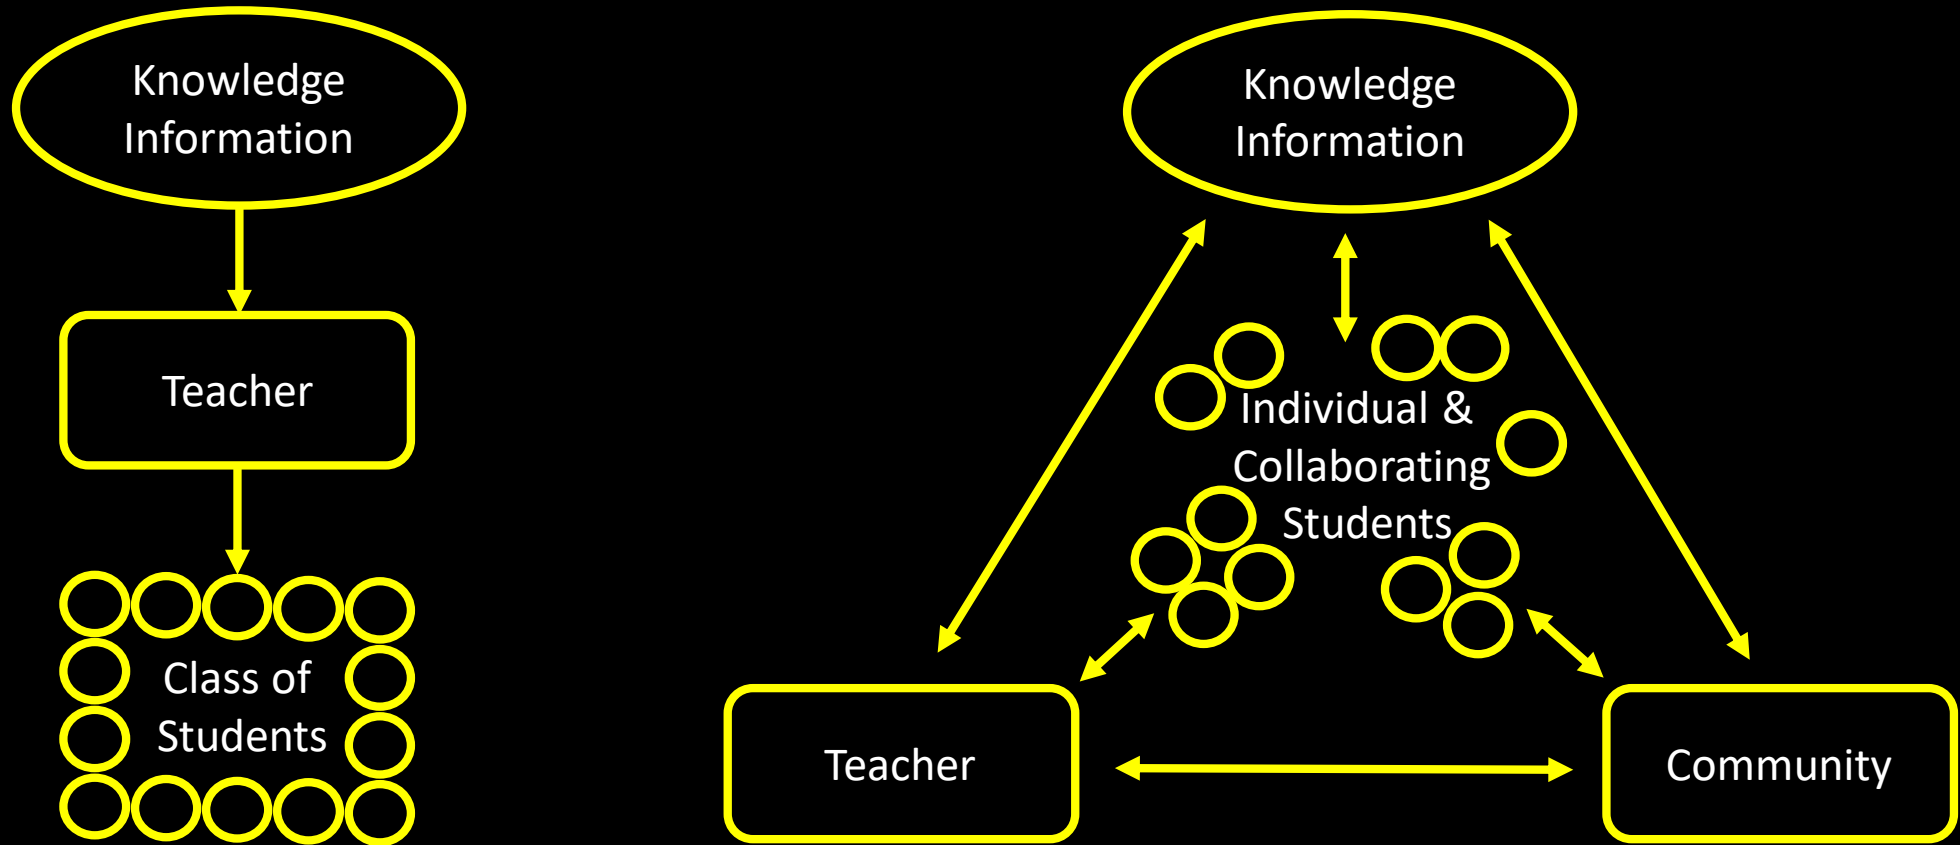 Knowledge
Information
Teacher
Class of
Students
Knowledge
Information
Individual &
Collaborating
Students
Teacher
Community